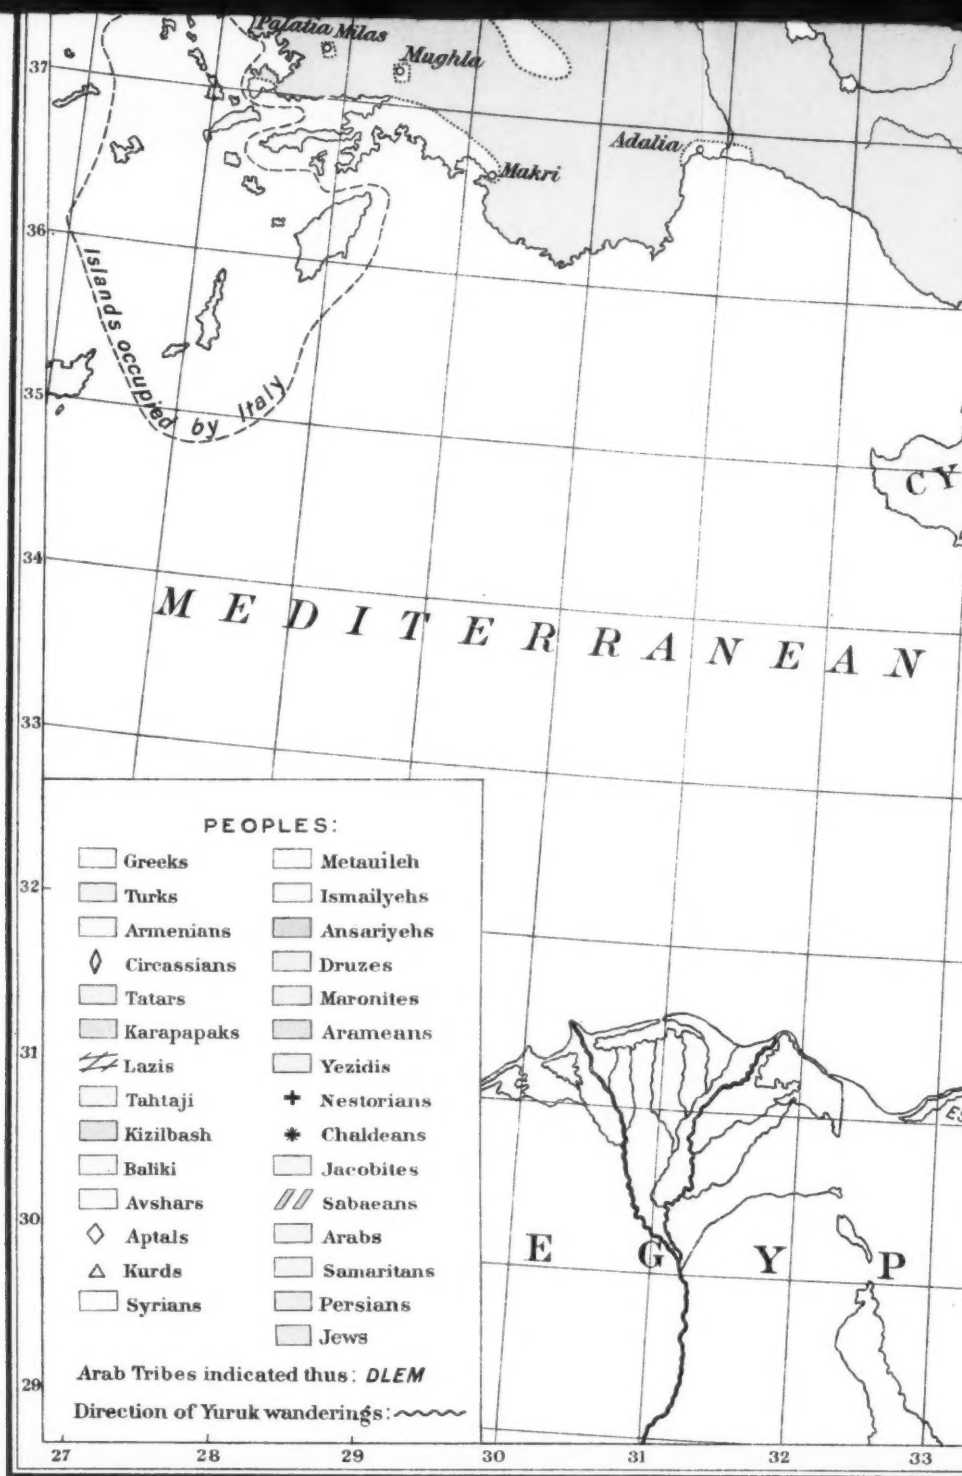 Palatia Milas
Mughla
Adalia
Makri
37
36
35
34
33
32
31
30
29
Islands occupied by Italy
CY
MEDITERRANEAN
PEOPLES:
Greeks
Turks
Armenians
Circassians
Tatars
Karapapaks
Lazis
Tahtaji
Kizilbash
Baliki
Avshars
Aptals
Kurds
Syrians
Metauileh
Ismailyehs
Ansariyehs
Druzes
Maronites
Arameans
Yezidis
Nestorians
Chaldeans
Jacobites
Sabaeans
Arabs
Samaritans
Persians
Jews
Arab Tribes indicated thus: DLEM
Direction of Yuruk wanderings:
ES
EGYP
27 28 29 30 31 32 33